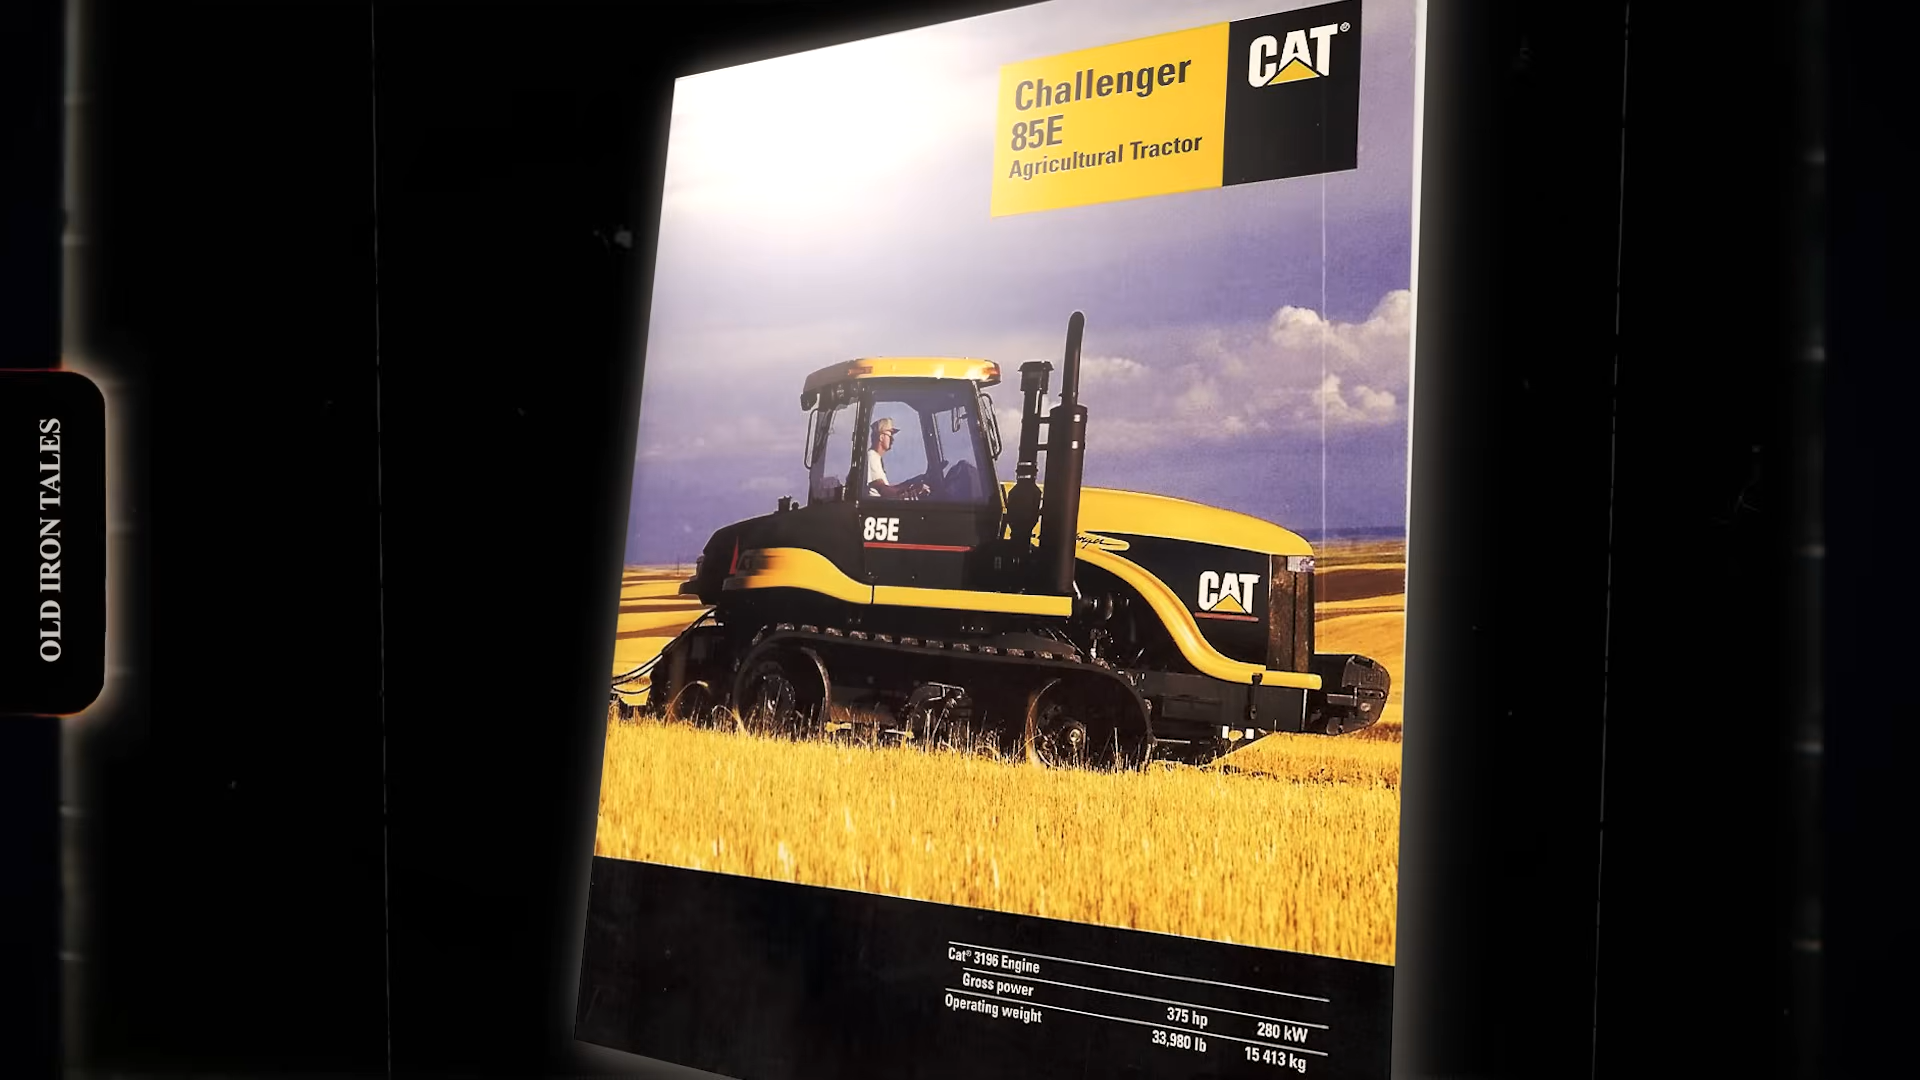 OLD IRON TALES
Challenger
85E
Agricultural Tractor
CAT®
85E
CAT
Cat® 3196 Engine
Gross power 375 hp 280 kW
Operating weight 33,980 lb 15 413 kg